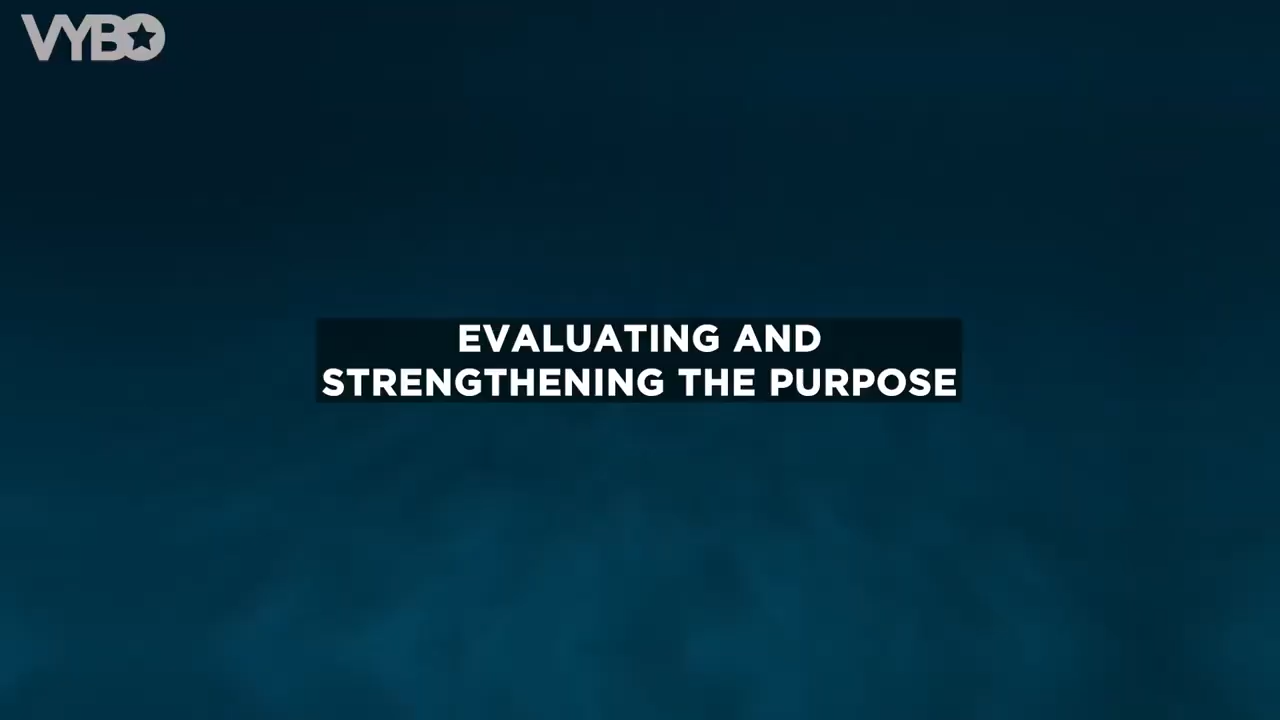 VYBO
EVALUATING AND
STRENGTHENING THE PURPOSE